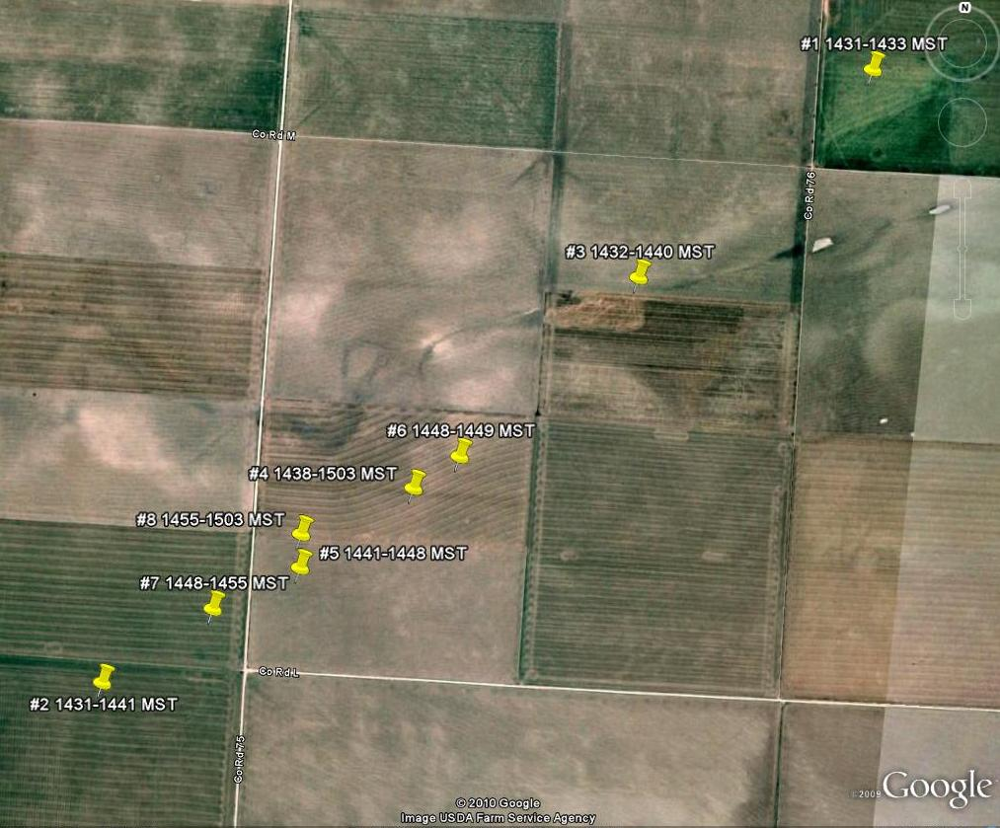 N
#1 1431-1433 MST
Co Rd M
Co Rd 76
#3 1432-1440 MST
#6 1448-1449 MST
#4 1438-1503 MST
#8 1455-1503 MST
#5 1441-1448 MST
#7 1448-1455 MST
Co Rd L
#2 1431-1441 MST
Co Rd 75
©2009 Google
© 2010 Google
Image USDA Farm Service Agency